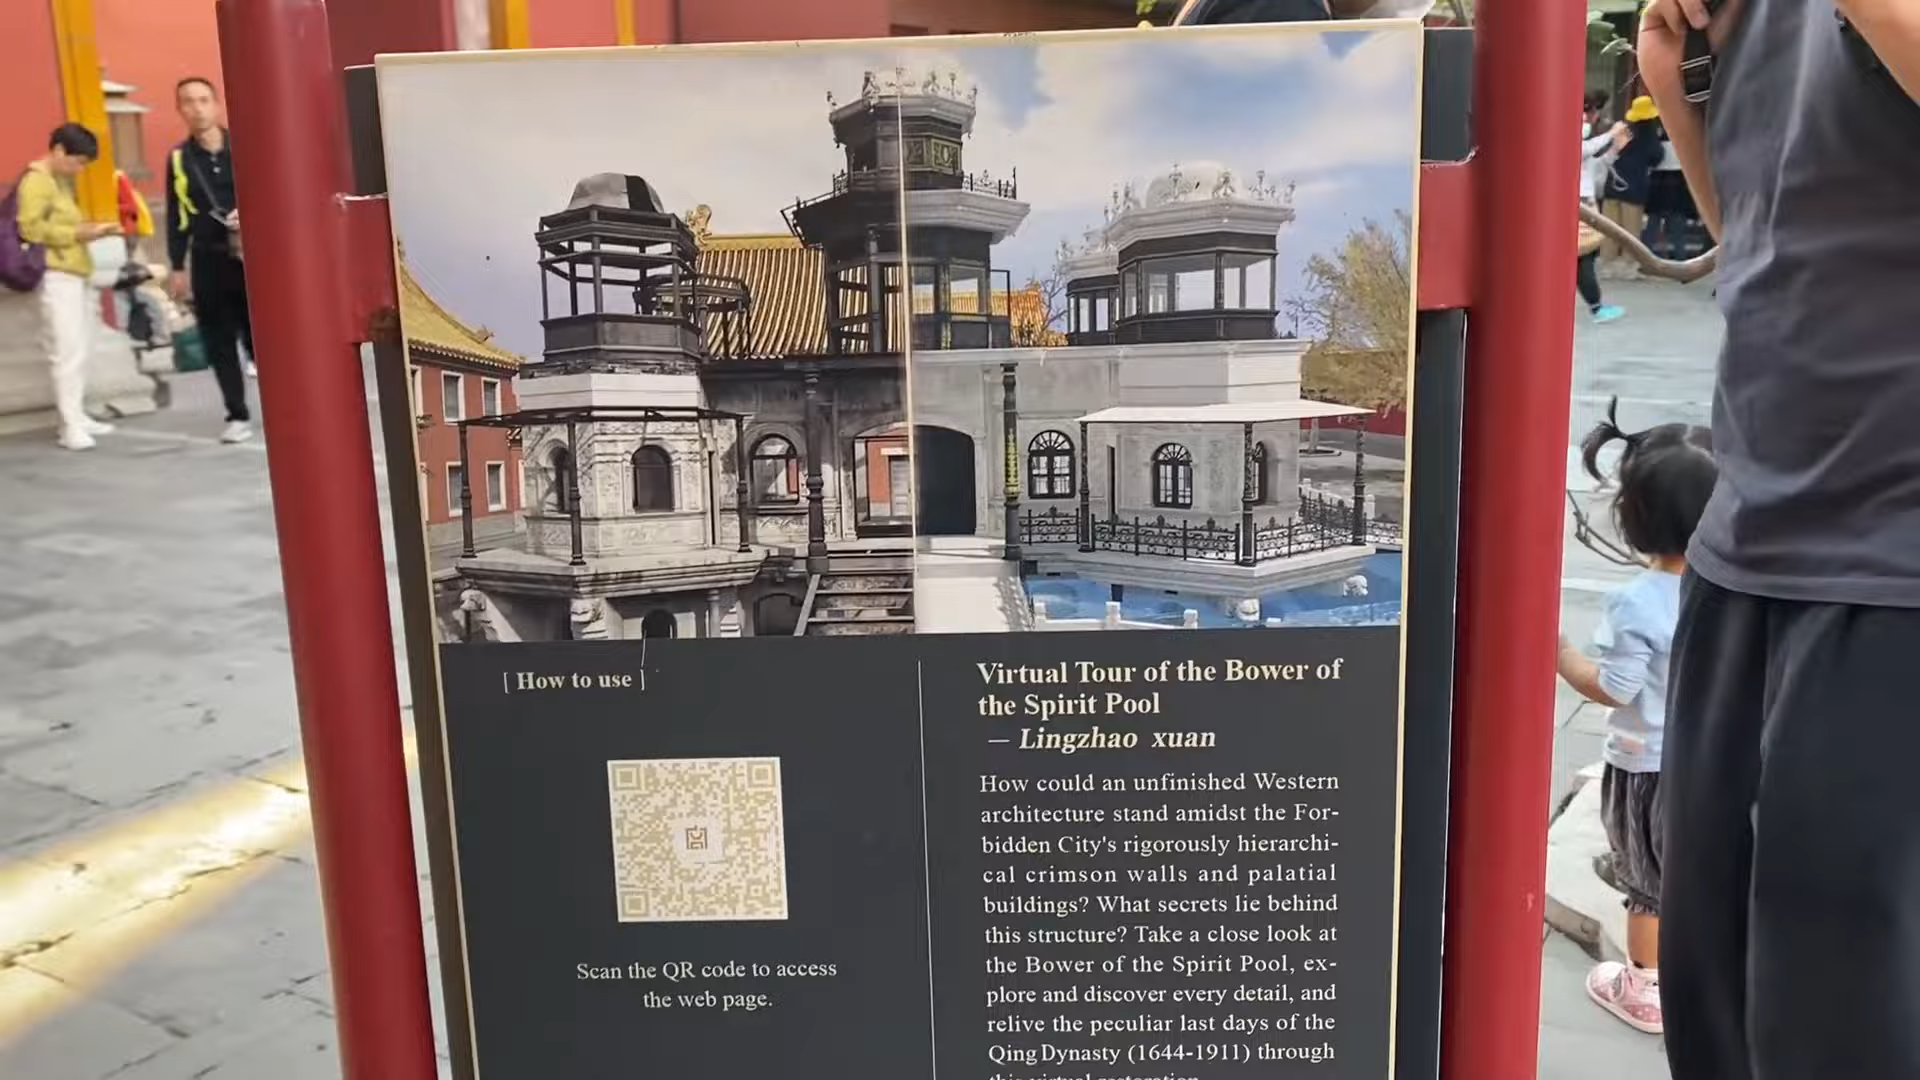 [ How to use ]
Scan the QR code to access
the web page.
Virtual Tour of the Bower of
the Spirit Pool
— Lingzhao xuan
How could an unfinished Western
architecture stand amidst the For-
bidden City's rigorously hierarchi-
cal crimson walls and palatial
buildings? What secrets lie behind
this structure? Take a close look at
the Bower of the Spirit Pool, ex-
plore and discover every detail, and
relive the peculiar last days of the
Qing Dynasty (1644-1911) through
this virtual restoration